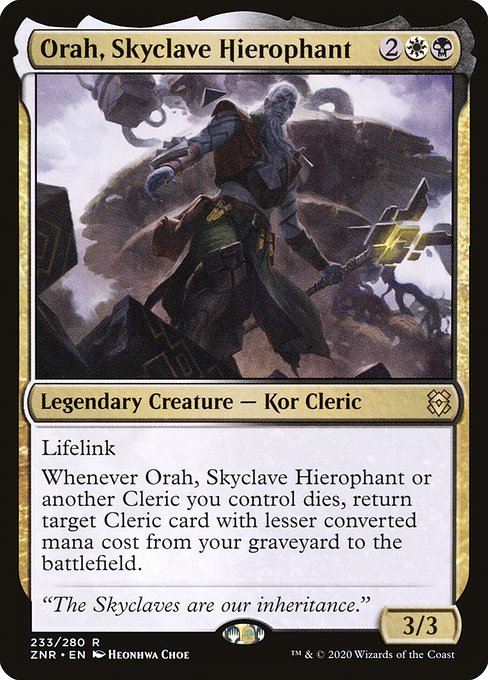 Orah, Skyclave Hierophant 2
Legendary Creature — Kor Cleric
Lifelink
Whenever Orah, Skyclave Hierophant or
another Cleric you control dies, return
target Cleric card with lesser converted
mana cost from your graveyard to the
battlefield.
“The Skyclaves are our inheritance.”
3/3
233/280 R
ZNR • EN Heonhwa Choe
™ & © 2020 Wizards of the Coast